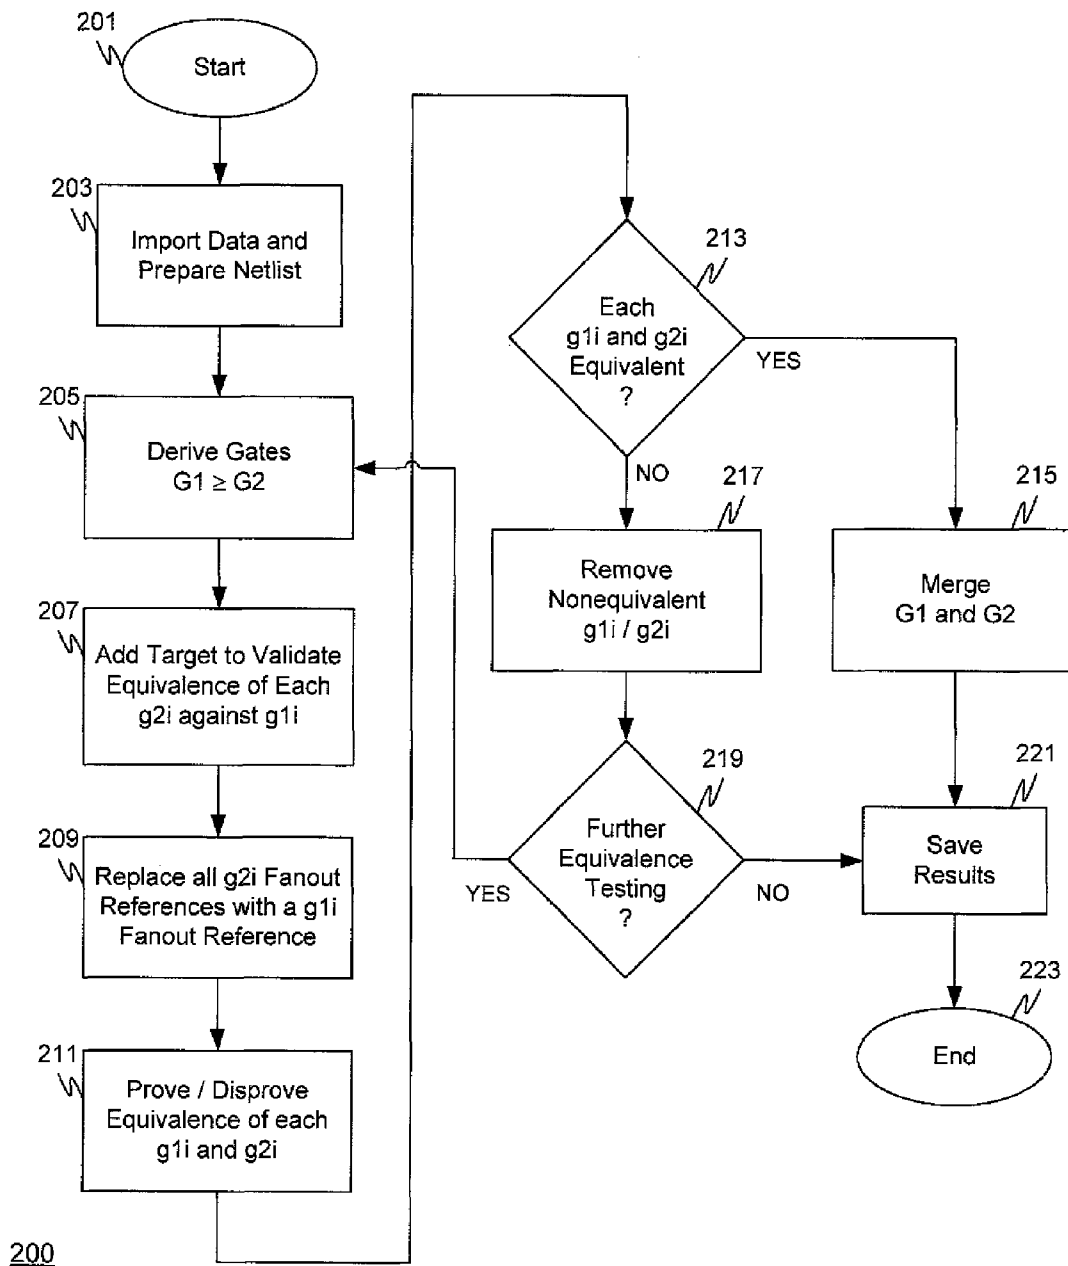 201
Start
203
Import Data and
Prepare Netlist
205
Derive Gates
G1 ≥ G2
207
Add Target to Validate
Equivalence of Each
g2i against g1i
209
Replace all g2i Fanout
References with a g1i
Fanout Reference
211
Prove / Disprove
Equivalence of each
g1i and g2i
213
Each
g1i and g2i
Equivalent
?
YES
NO
217
Remove
Nonequivalent
g1i / g2i
215
Merge
G1 and G2
219
Further
Equivalence
Testing
?
YES
NO
221
Save
Results
223
End
200